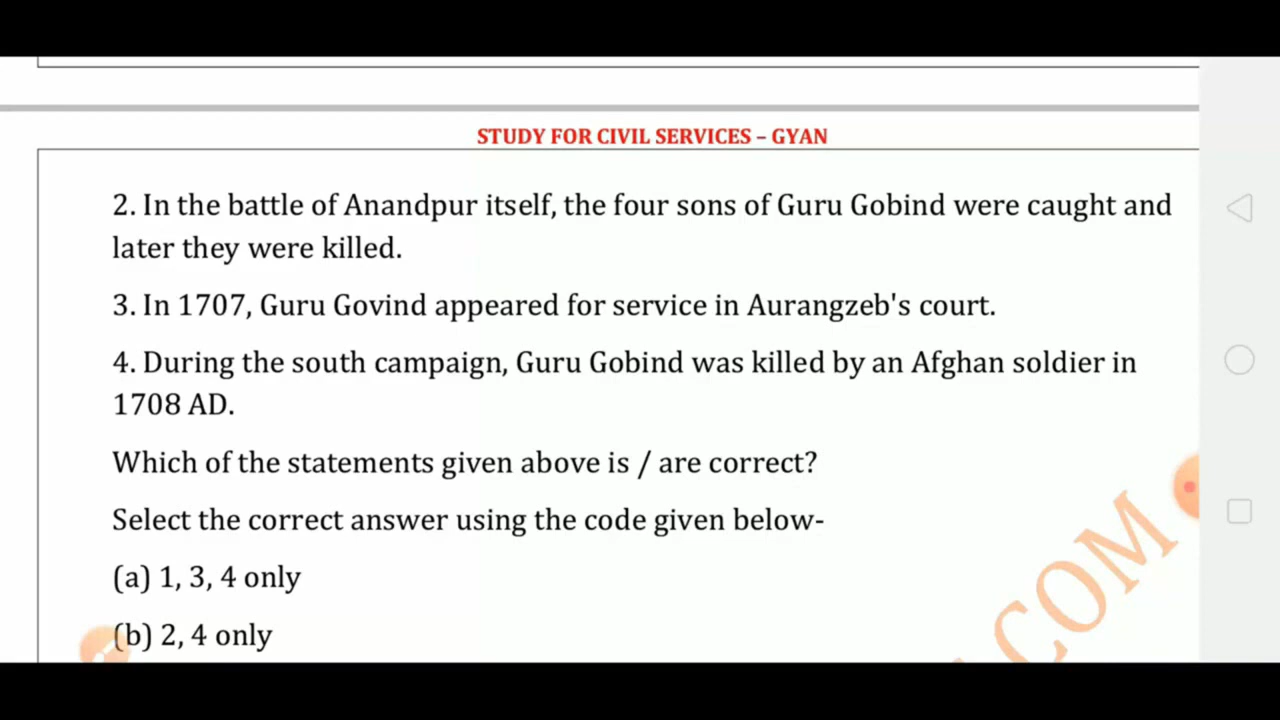 STUDY FOR CIVIL SERVICES – GYAN
2. In the battle of Anandpur itself, the four sons of Guru Gobind were caught and
later they were killed.
3. In 1707, Guru Govind appeared for service in Aurangzeb's court.
4. During the south campaign, Guru Gobind was killed by an Afghan soldier in
1708 AD.
Which of the statements given above is / are correct?
Select the correct answer using the code given below-
(a) 1, 3, 4 only
(b) 2, 4 only
.COM